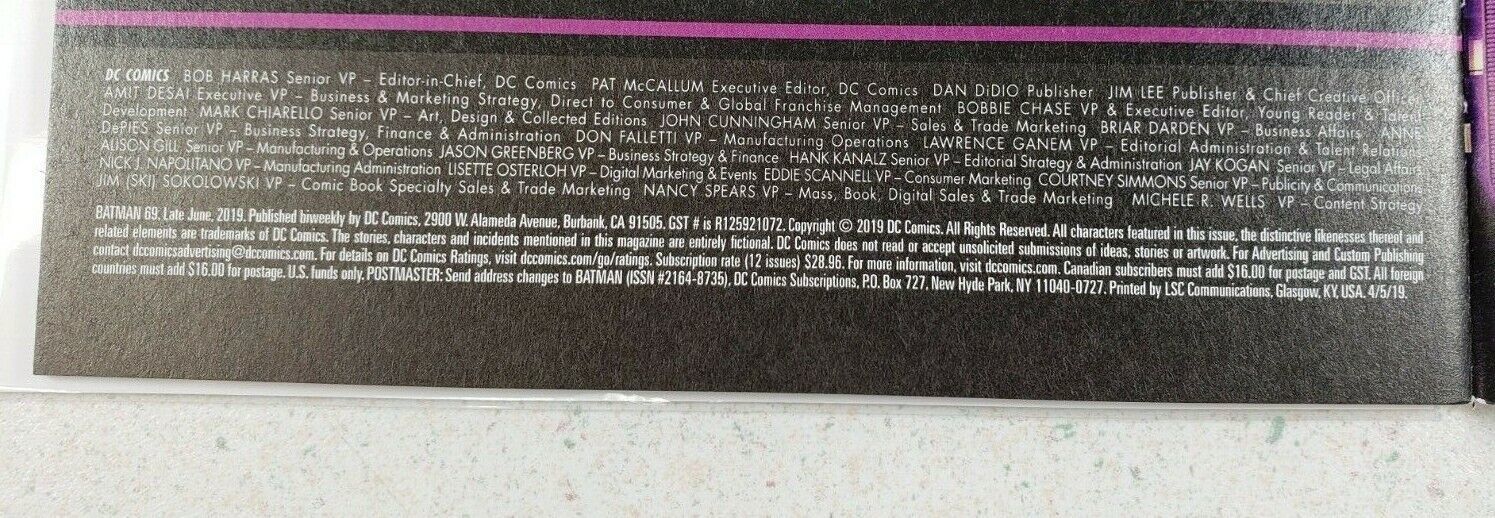 DC COMICS BOB HARRAS Senior VP – Editor-in-Chief, DC Comics PAT McCALLUM Executive Editor, DC Comics DAN DiDIO Publisher JIM LEE Publisher & Chief Creative Officer
AMIT DESAI Executive VP – Business & Marketing Strategy, Direct to Consumer & Global Franchise Management BOBBIE CHASE VP & Executive Editor, Young Reader & Talent
Development MARK CHIARELLO Senior VP – Art, Design & Collected Editions JOHN CUNNINGHAM Senior VP – Sales & Trade Marketing BRIAR DARDEN VP – Business Affairs ANNE
DePIES Senior VP – Business Strategy, Finance & Administration DON FALLETTI VP – Manufacturing Operations LAWRENCE GANEM VP – Editorial Administration & Talent Relations
ALISON GILL Senior VP – Manufacturing & Operations JASON GREENBERG VP – Business Strategy & Finance HANK KANALZ Senior VP – Editorial Strategy & Administration JAY KOGAN Senior VP – Legal Affairs
NICK J. NAPOLITANO VP – Manufacturing Administration LISETTE OSTERLOH VP – Digital Marketing & Events EDDIE SCANNELL VP – Consumer Marketing COURTNEY SIMMONS Senior VP – Publicity & Communications
JIM (SKI) SOKOLOWSKI VP – Comic Book Specialty Sales & Trade Marketing NANCY SPEARS VP – Mass, Book, Digital Sales & Trade Marketing MICHELE R. WELLS VP – Content Strategy
BATMAN 69. Late June, 2019. Published biweekly by DC Comics, 2900 W. Alameda Avenue, Burbank, CA 91505. GST # is R125921072. Copyright © 2019 DC Comics. All Rights Reserved. All characters featured in this issue, the distinctive likenesses thereof and
related elements are trademarks of DC Comics. The stories, characters and incidents mentioned in this magazine are entirely fictional. DC Comics does not read or accept unsolicited submissions of ideas, stories or artwork. For Advertising and Custom Publishing
contact dccomicsadvertising@dccomics.com. For details on DC Comics Ratings, visit dccomics.com/go/ratings. Subscription rate (12 issues) $28.96. For more information, visit dccomics.com. Canadian subscribers must add $16.00 for postage and GST. All foreign
countries must add $16.00 for postage. U.S. funds only. POSTMASTER: Send address changes to BATMAN (ISSN #2164-8735), DC Comics Subscriptions, P.O. Box 727, New Hyde Park, NY 11040-0727. Printed by LSC Communications, Glasgow, KY, USA. 4/5/19.